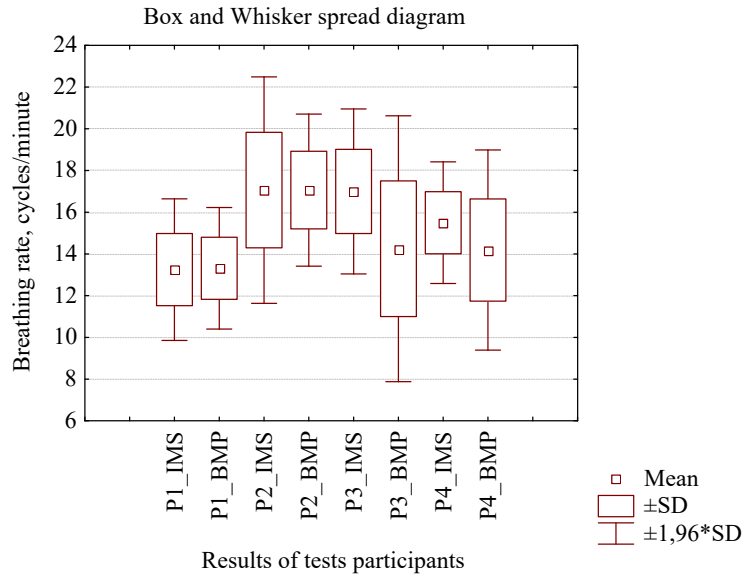 Box and Whisker spread diagram
Breathing rate, cycles/minute
24
22
20
18
16
14
12
10
8
6
P1_IMS
P1_BMP
P2_IMS
P2_BMP
P3_IMS
P3_BMP
P4_IMS
P4_BMP
Results of tests participants
Mean
±SD
±1,96*SD